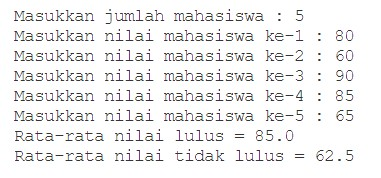 Masukkan jumlah mahasiswa : 5
Masukkan nilai mahasiswa ke-1 : 80
Masukkan nilai mahasiswa ke-2 : 60
Masukkan nilai mahasiswa ke-3 : 90
Masukkan nilai mahasiswa ke-4 : 85
Masukkan nilai mahasiswa ke-5 : 65
Rata-rata nilai lulus = 85.0
Rata-rata nilai tidak lulus = 62.5